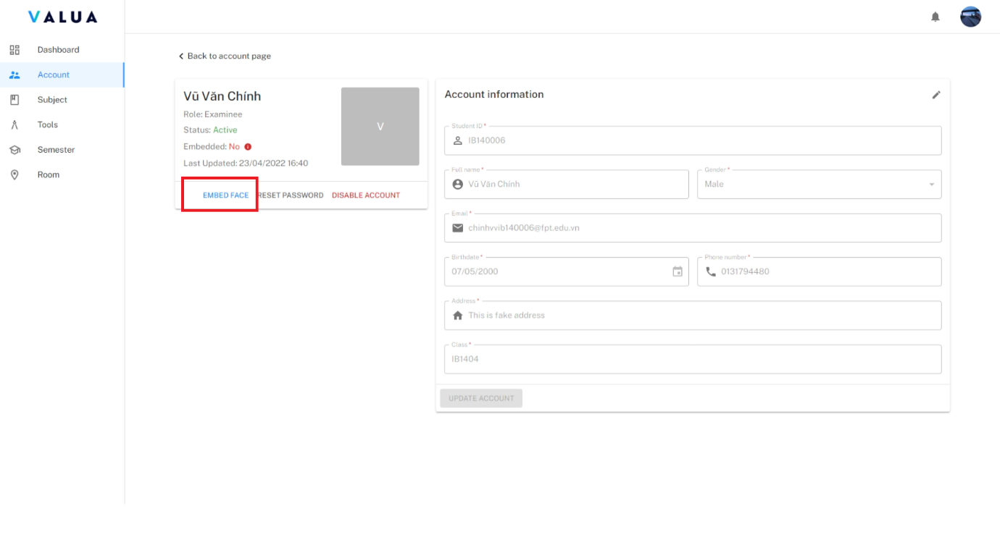 VALUA
Dashboard
Account
Subject
Tools
Semester
Room
Back to account page
Vũ Văn Chính
Role: Examinee
Status: Active
Embedded: No
Last Updated: 23/04/2022 16:40
V
EMBED FACE RESET PASSWORD DISABLE ACCOUNT
Account information
Student ID *
IB140006
Full name *
Vũ Văn Chính
Gender *
Male
Email *
chinhvvib140006@fpt.edu.vn
Birthdate *
07/05/2000
Phone number *
0131794480
Address *
This is fake address
Class *
IB1404
UPDATE ACCOUNT